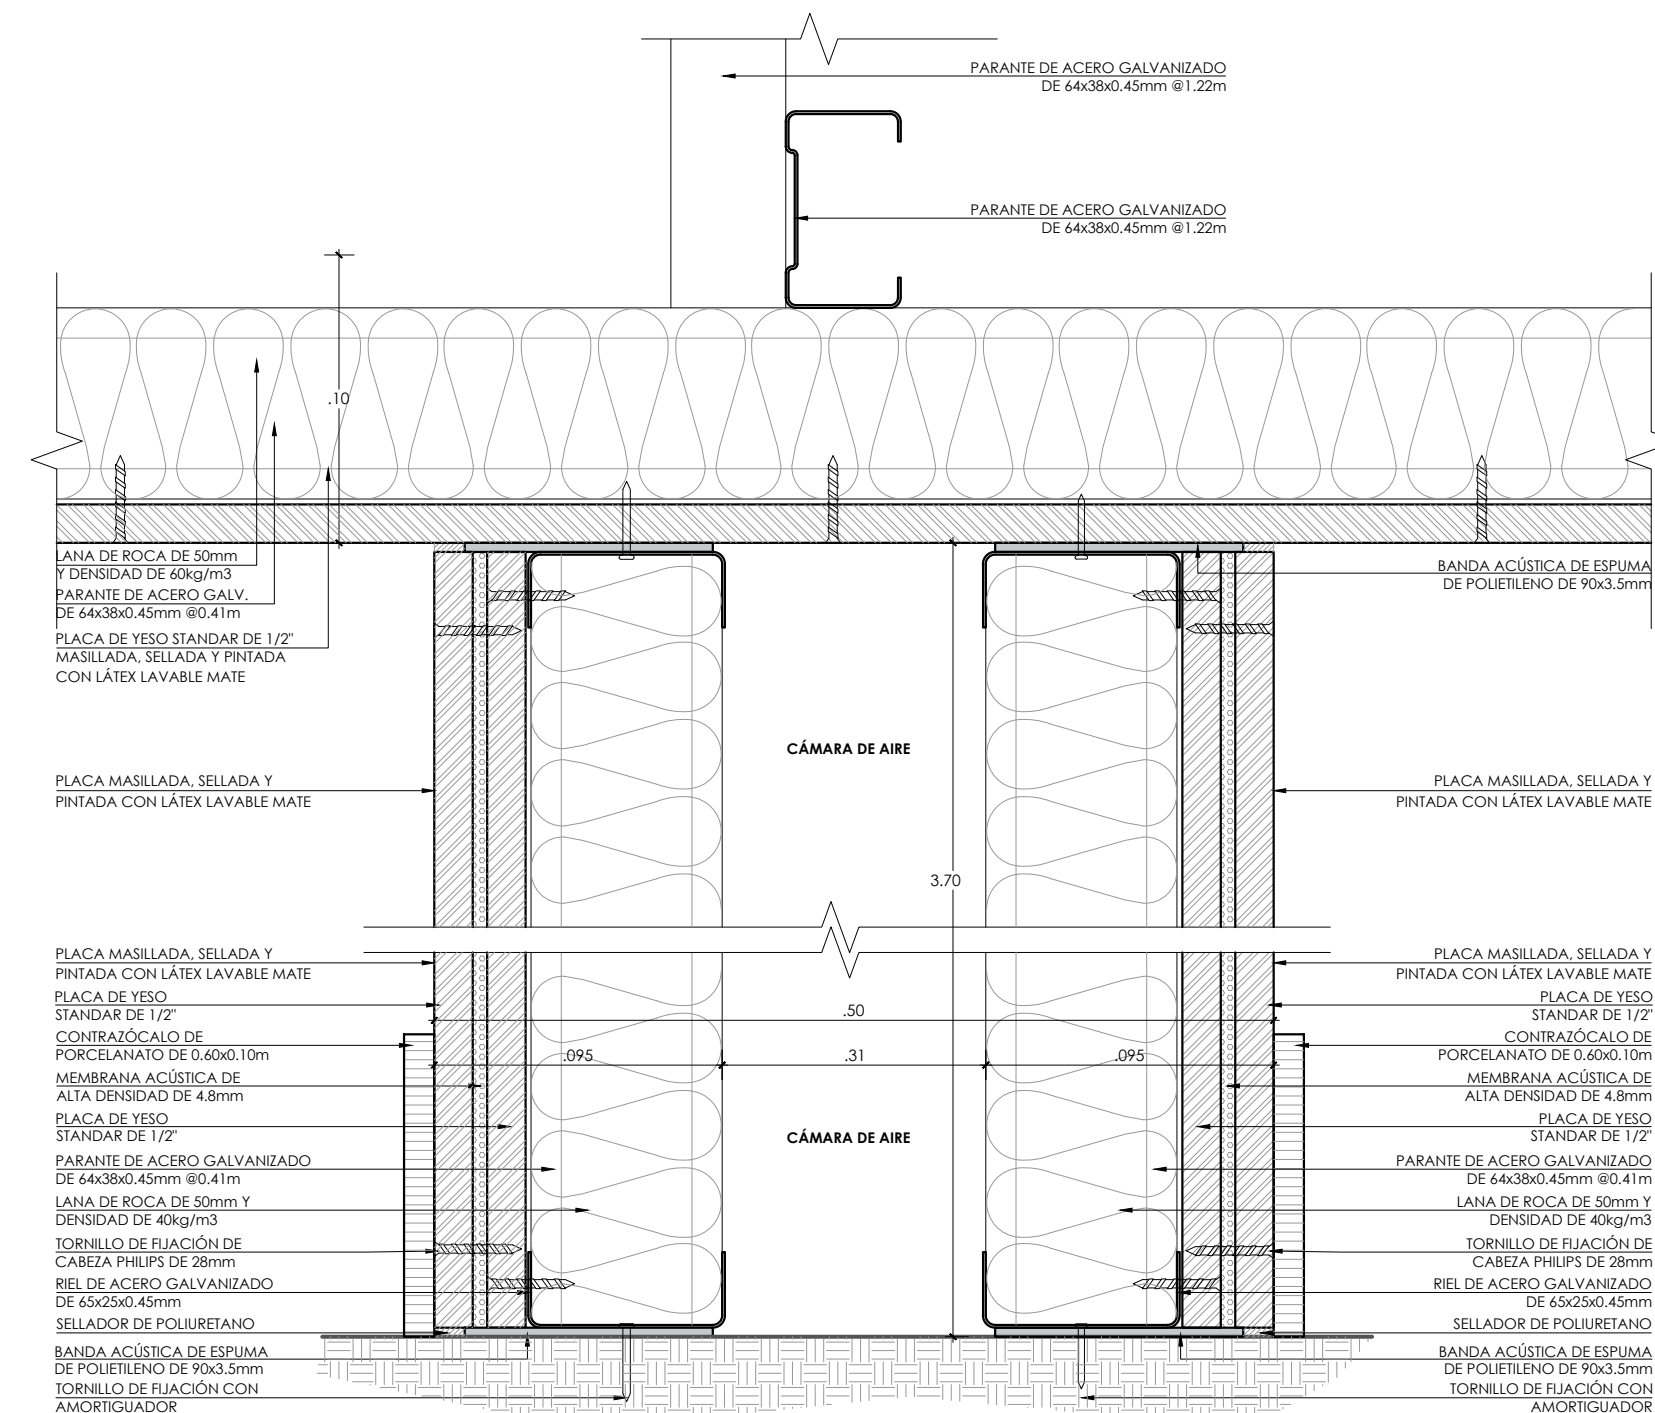 PARANTE DE ACERO GALVANIZADO
DE 64x38x0.45mm @1.22m
PARANTE DE ACERO GALVANIZADO
DE 64x38x0.45mm @1.22m
.10
LANA DE ROCA DE 50mm
Y DENSIDAD DE 60kg/m3
PARANTE DE ACERO GALV.
DE 64x38x0.45mm @0.41m
PLACA DE YESO STANDAR DE 1/2"
MASILLADA, SELLADA Y PINTADA
CON LÁTEX LAVABLE MATE
BANDA ACÚSTICA DE ESPUMA
DE POLIETILENO DE 90x3.5mm
CÁMARA DE AIRE
PLACA MASILLADA, SELLADA Y
PINTADA CON LÁTEX LAVABLE MATE
PLACA MASILLADA, SELLADA Y
PINTADA CON LÁTEX LAVABLE MATE
3.70
PLACA MASILLADA, SELLADA Y
PINTADA CON LÁTEX LAVABLE MATE
PLACA DE YESO
STANDAR DE 1/2"
CONTRAZÓCALO DE
PORCELANATO DE 0.60x0.10m
MEMBRANA ACÚSTICA DE
ALTA DENSIDAD DE 4.8mm
PLACA DE YESO
STANDAR DE 1/2"
PARANTE DE ACERO GALVANIZADO
DE 64x38x0.45mm @0.41m
LANA DE ROCA DE 50mm Y
DENSIDAD DE 40kg/m3
TORNILLO DE FIJACIÓN DE
CABEZA PHILIPS DE 28mm
RIEL DE ACERO GALVANIZADO
DE 65x25x0.45mm
SELLADOR DE POLIURETANO
BANDA ACÚSTICA DE ESPUMA
DE POLIETILENO DE 90x3.5mm
TORNILLO DE FIJACIÓN CON
AMORTIGUADOR
.50
.095
.31
.095
CÁMARA DE AIRE
PLACA MASILLADA, SELLADA Y
PINTADA CON LÁTEX LAVABLE MATE
PLACA DE YESO
STANDAR DE 1/2"
CONTRAZÓCALO DE
PORCELANATO DE 0.60x0.10m
MEMBRANA ACÚSTICA DE
ALTA DENSIDAD DE 4.8mm
PLACA DE YESO
STANDAR DE 1/2"
PARANTE DE ACERO GALVANIZADO
DE 64x38x0.45mm @0.41m
LANA DE ROCA DE 50mm Y
DENSIDAD DE 40kg/m3
TORNILLO DE FIJACIÓN DE
CABEZA PHILIPS DE 28mm
RIEL DE ACERO GALVANIZADO
DE 65x25x0.45mm
SELLADOR DE POLIURETANO
BANDA ACÚSTICA DE ESPUMA
DE POLIETILENO DE 90x3.5mm
TORNILLO DE FIJACIÓN CON
AMORTIGUADOR